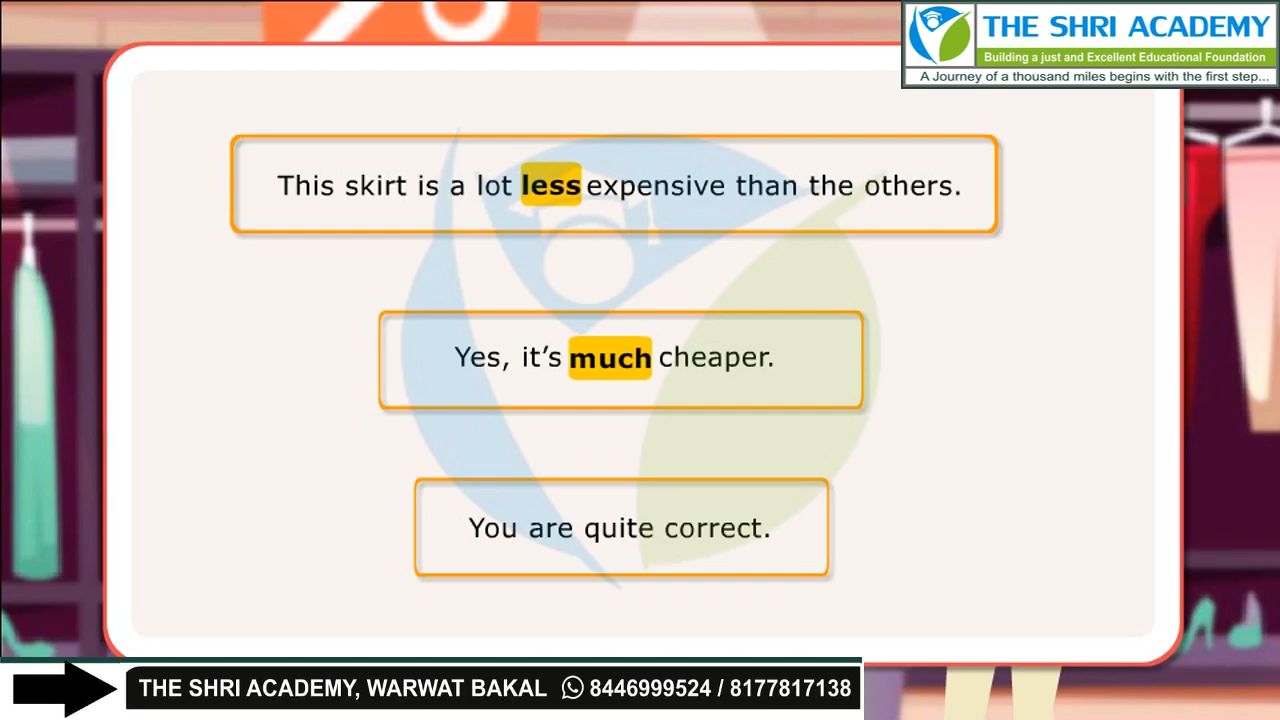 THE SHRI ACADEMY
Building a just and Excellent Educational Foundation
A Journey of a thousand miles begins with the first step...
This skirt is a lot less expensive than the others.
Yes, it's much cheaper.
You are quite correct.
THE SHRI ACADEMY, WARWAT BAKAL 8446999524 / 8177817138